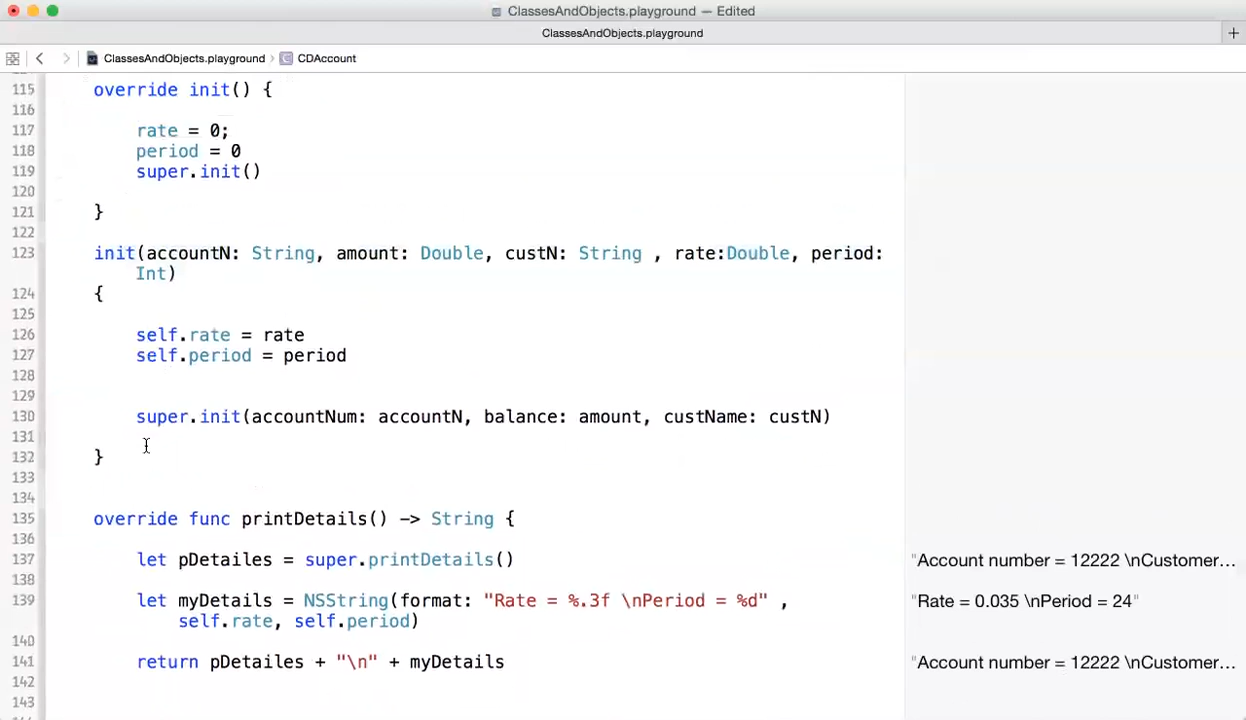 ClassesAndObjects.playground — Edited
ClassesAndObjects.playground
+
ClassesAndObjects.playground › C CDAccount
115 override init() {
116
117 rate = 0;
118 period = 0
119 super.init()
120
121 }
122
123 init(accountN: String, amount: Double, custN: String , rate:Double, period:
Int)
124 {
125
126 self.rate = rate
127 self.period = period
128
129
130 super.init(accountNum: accountN, balance: amount, custName: custN)
131
132 }
133
134
135 override func printDetails() -> String {
136
137 let pDetailes = super.printDetails() "Account number = 12222 \nCustomer...
138
139 let myDetails = NSString(format: "Rate = %.3f \nPeriod = %d" , "Rate = 0.035 \nPeriod = 24"
self.rate, self.period)
140
141 return pDetailes + "\n" + myDetails "Account number = 12222 \nCustomer...
142
143